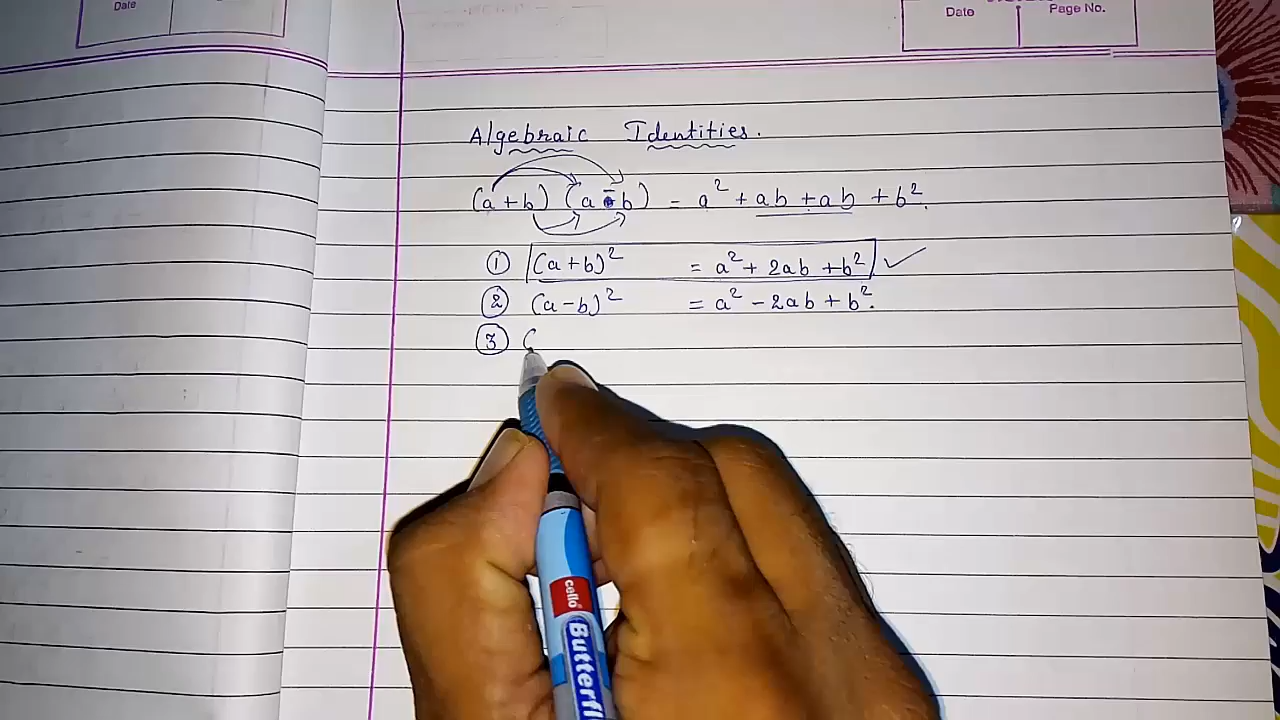 Date
Date Page No.
Algebraic Identities.
(a + b) (a - b) = a² + ab + ab + b².
① (a + b)² = a² + 2ab + b² ✓
② (a - b)² = a² - 2ab + b².
③ (
cello
Butterfl